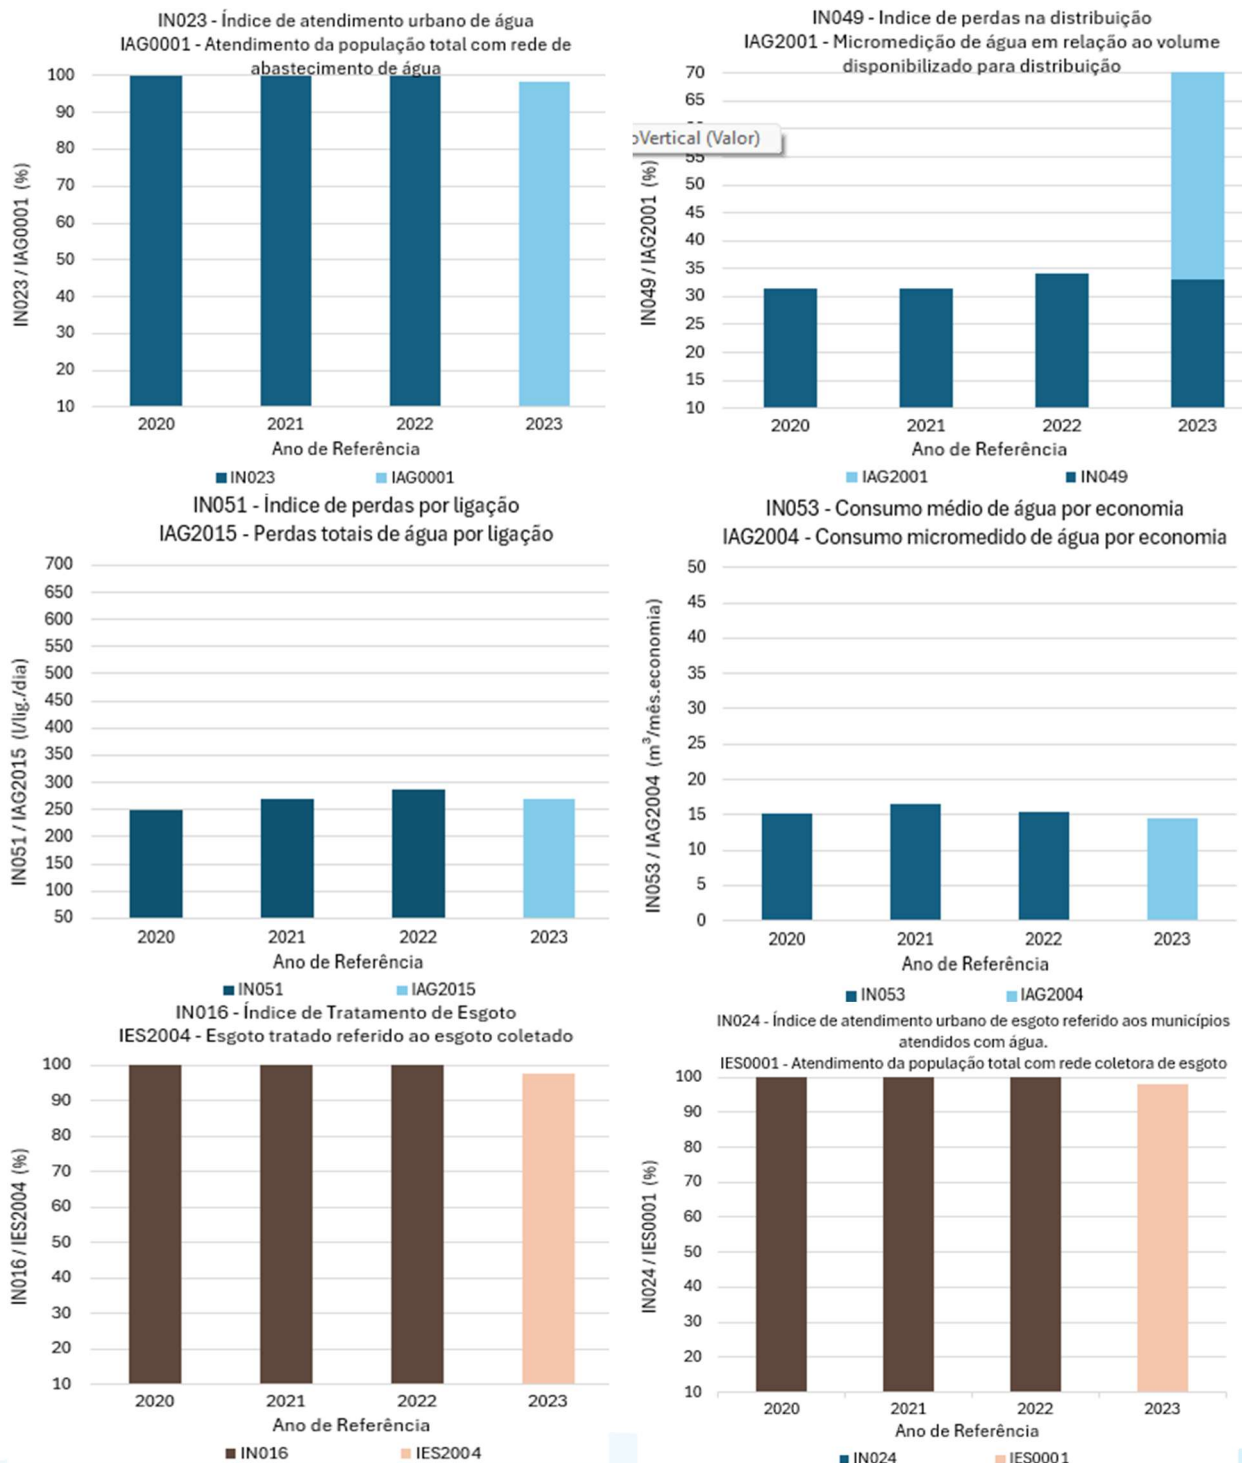 IN023 - Índice de atendimento urbano de água
IAG0001 - Atendimento da população total com rede de
abastecimento de água
100
90
80
70
60
50
40
30
20
10
IN023 / IAG0001 (%)
2020
2021
2022
2023
Ano de Referência
IN023
IAG0001
IN049 - Indice de perdas na distribuição
IAG2001 - Micromedição de água em relação ao volume
disponibilizado para distribuição
70
65
oVertical (Valor)
55
50
45
40
35
30
25
20
15
10
IN049 / IAG2001 (%)
2020
2021
2022
2023
Ano de Referência
IAG2001
IN049
IN051 - Índice de perdas por ligação
IAG2015 - Perdas totais de água por ligação
700
650
600
550
500
450
400
350
300
250
200
150
100
50
IN051 / IAG2015 (l/lig./dia)
2020
2021
2022
2023
Ano de Referência
IN051
IAG2015
IN053 - Consumo médio de água por economia
IAG2004 - Consumo micromedido de água por economia
50
45
40
35
30
25
20
15
10
5
0
IN053 / IAG2004 (m³/mês.economia)
2020
2021
2022
2023
Ano de Referência
IN053
IAG2004
IN016 - Índice de Tratamento de Esgoto
IES2004 - Esgoto tratado referido ao esgoto coletado
100
90
80
70
60
50
40
30
20
10
IN016 / IES2004 (%)
2020
2021
2022
2023
Ano de Referência
IN016
IES2004
IN024 - Índice de atendimento urbano de esgoto referido aos municípios
atendidos com água.
IES0001 - Atendimento da população total com rede coletora de esgoto
100
90
80
70
60
50
40
30
20
10
IN024 / IES0001 (%)
2020
2021
2022
2023
Ano de Referência
IN024
IES0001